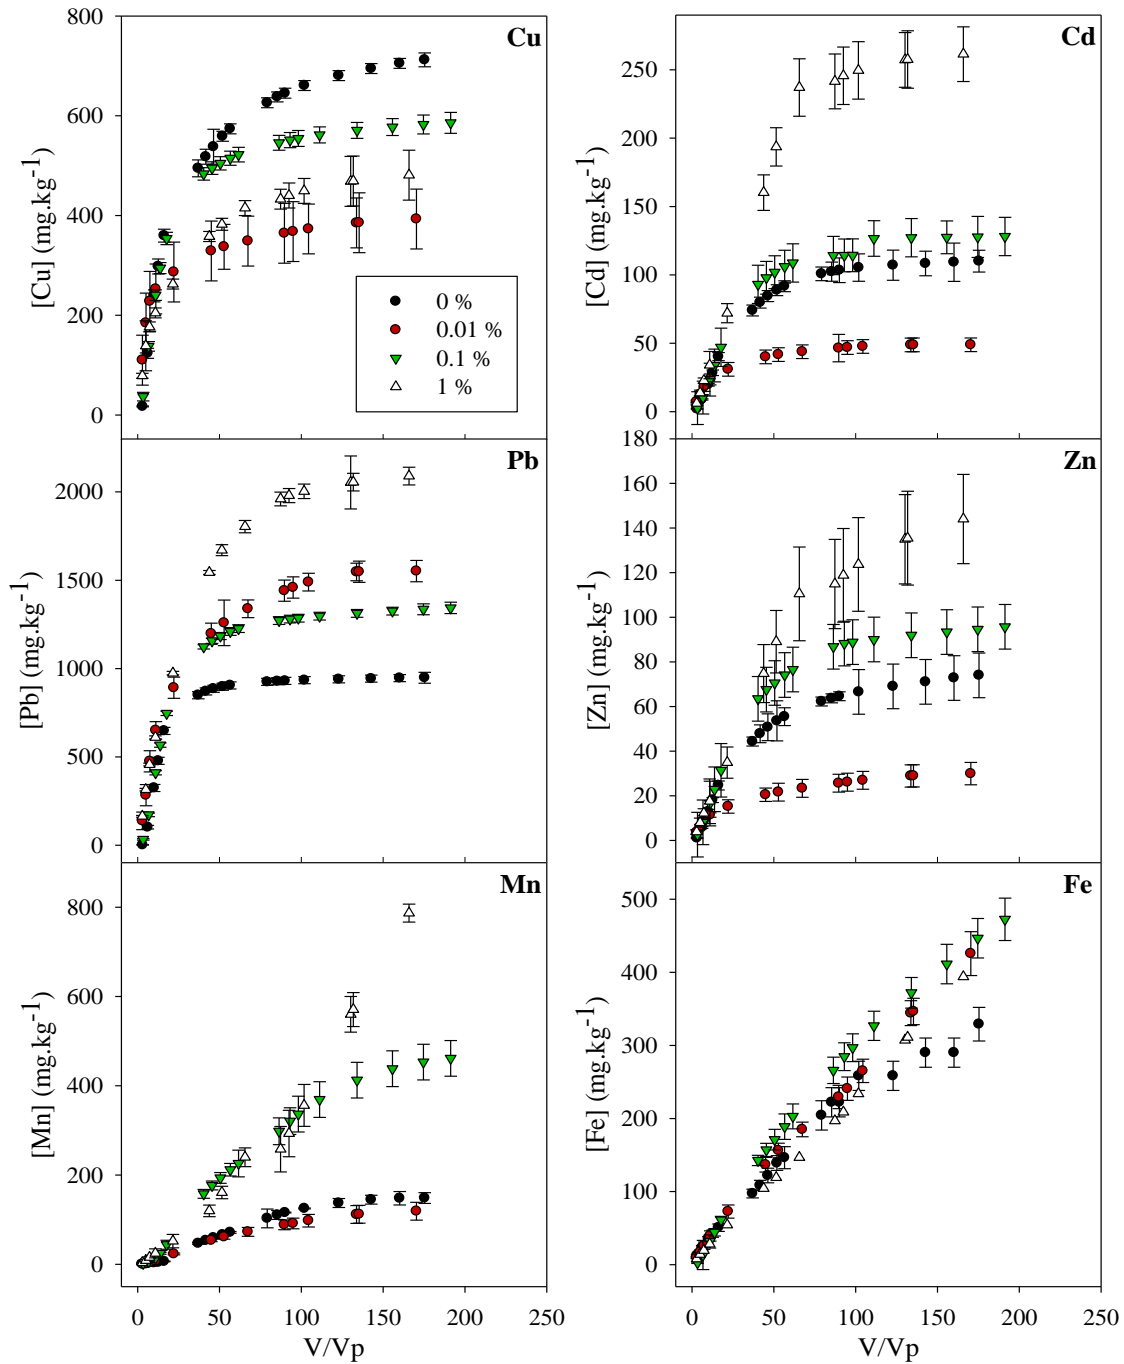 Cu
800
600
400
200
0
[Cu] (mg.kg-1)
0 %
0.01 %
0.1 %
1 %
Cd
250
200
150
100
50
0
[Cd] (mg.kg-1)
Pb
2000
1500
1000
500
0
[Pb] (mg.kg-1)
Zn
180
160
140
120
100
80
60
40
20
0
[Zn] (mg.kg-1)
Mn
800
600
400
200
0
[Mn] (mg.kg-1)
0 50 100 150 200 250
V/Vp
Fe
500
400
300
200
100
0
[Fe] (mg.kg-1)
0 50 100 150 200 250
V/Vp